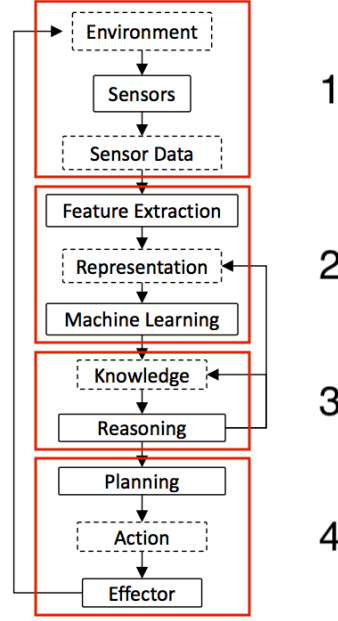 Environment
1
Sensors
Sensor Data
Feature Extraction
2
Representation
Machine Learning
Knowledge
3
Reasoning
Planning
4
Action
Effector